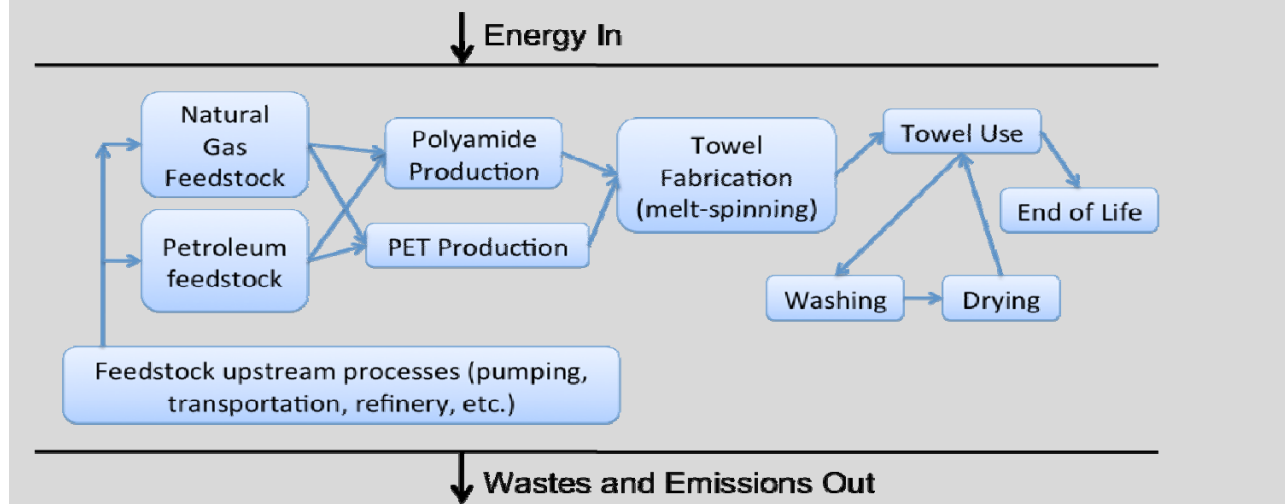 Energy In
Natural
Gas
Feedstock
Polyamide
Production
Towel
Fabrication
(melt-spinning)
Towel Use
End of Life
Petroleum
feedstock
PET Production
Washing
Drying
Feedstock upstream processes (pumping,
transportation, refinery, etc.)
Wastes and Emissions Out